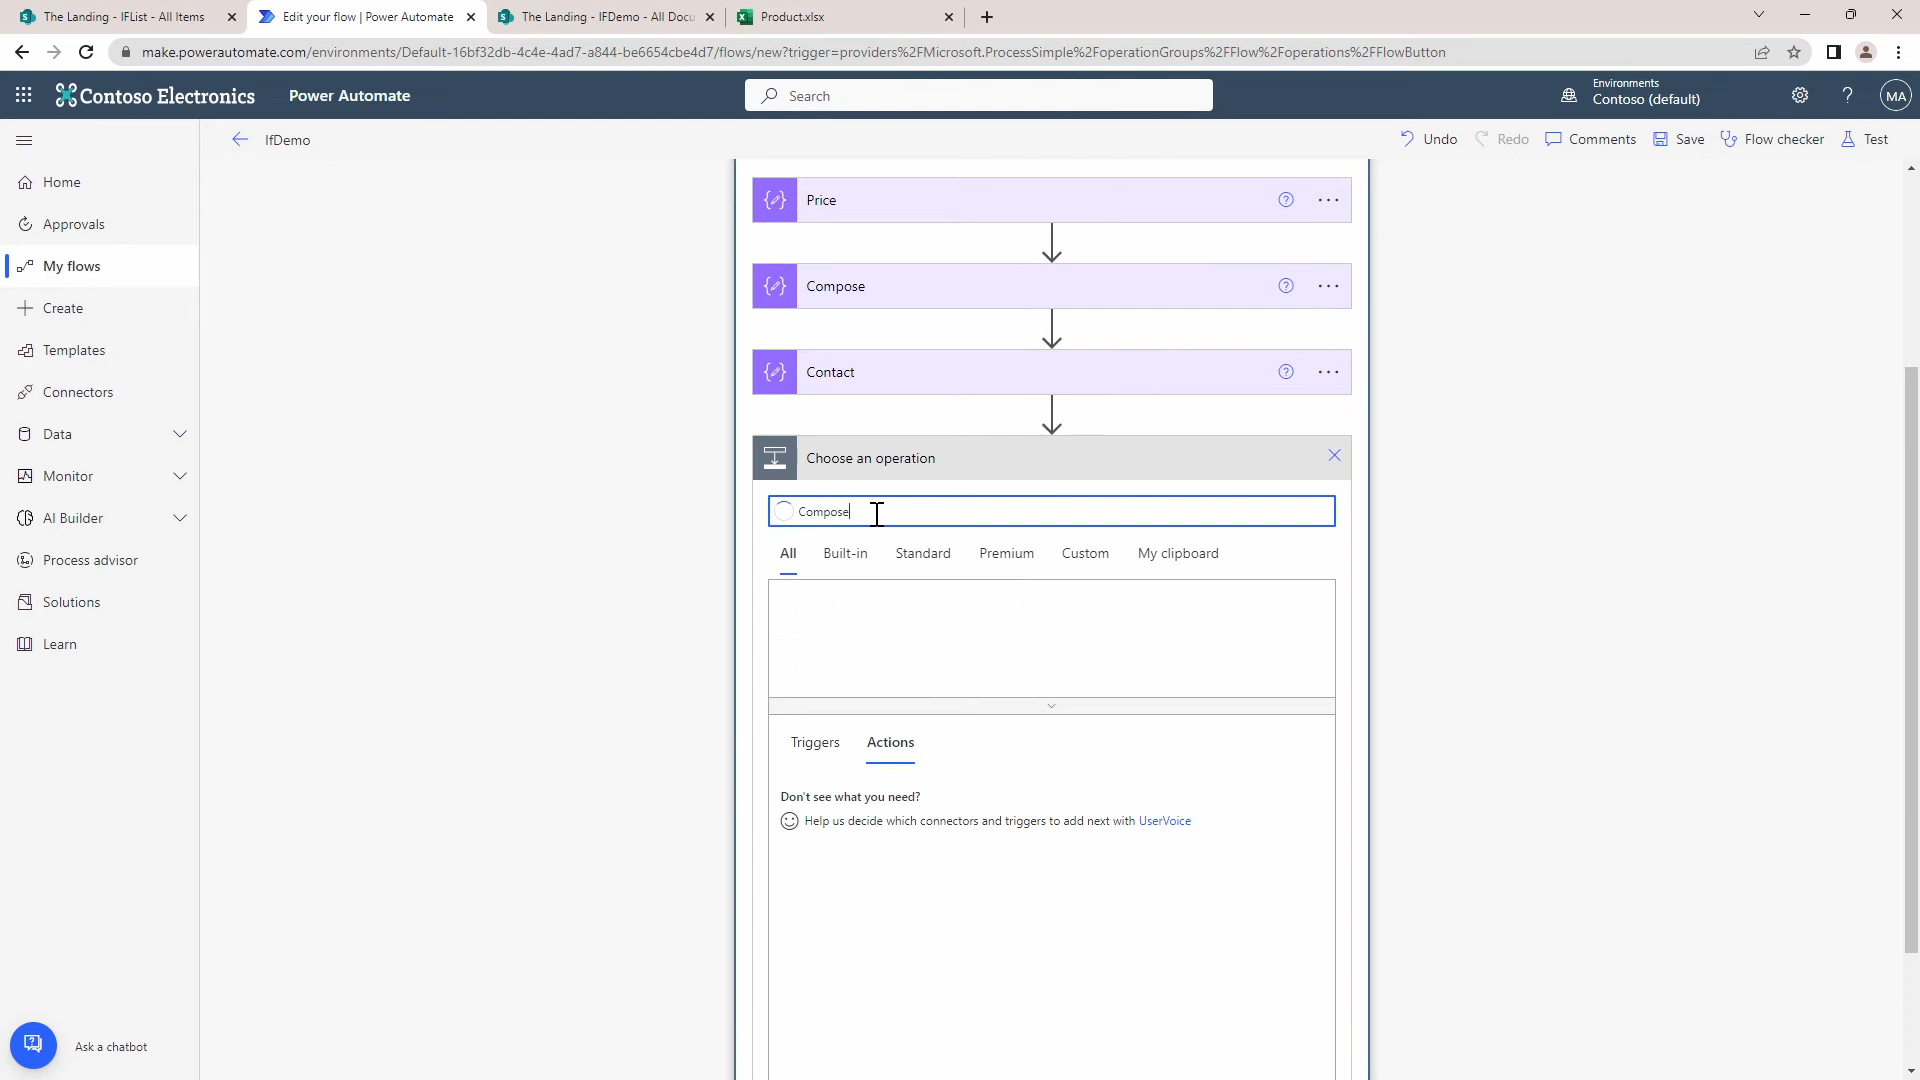 The Landing - IFList - All Items
Edit your flow | Power Automate
The Landing - IFDemo - All Docu
Product.xlsx
make.powerautomate.com/environments/Default-16bf32db-4c4e-4ad7-a844-be6654cbe4d7/flows/new?trigger=providers%2FMicrosoft.ProcessSimple%2FoperationGroups%2FFlow%2Foperations%2FFlowButton
Contoso Electronics
Power Automate
Search
Environments
Contoso (default)
MA
IfDemo
Undo
Redo
Comments
Save
Flow checker
Test
Home
Approvals
My flows
Create
Templates
Connectors
Data
Monitor
AI Builder
Process advisor
Solutions
Learn
Ask a chatbot
Price
Compose
Contact
Choose an operation
Compose
All
Built-in
Standard
Premium
Custom
My clipboard
Triggers
Actions
Don't see what you need?
Help us decide which connectors and triggers to add next with UserVoice